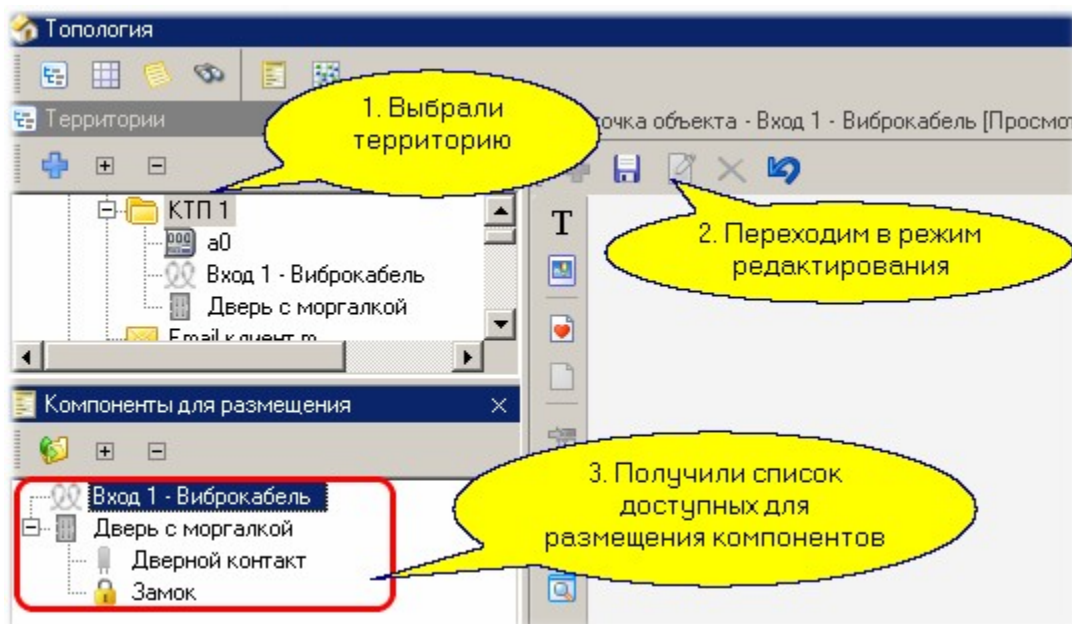 Топология
1. Выбрали
территорию
Территории
очка объекта - Вход 1 - Виброкабель [Просмот
КТП 1
a0
Вход 1 - Виброкабель
Дверь с моргалкой
Email клиент m
T
2. Переходим в режим
редактирования
Компоненты для размещения
Вход 1 - Виброкабель
Дверь с моргалкой
Дверной контакт
Замок
3. Получили список
доступных для
размещения компонентов